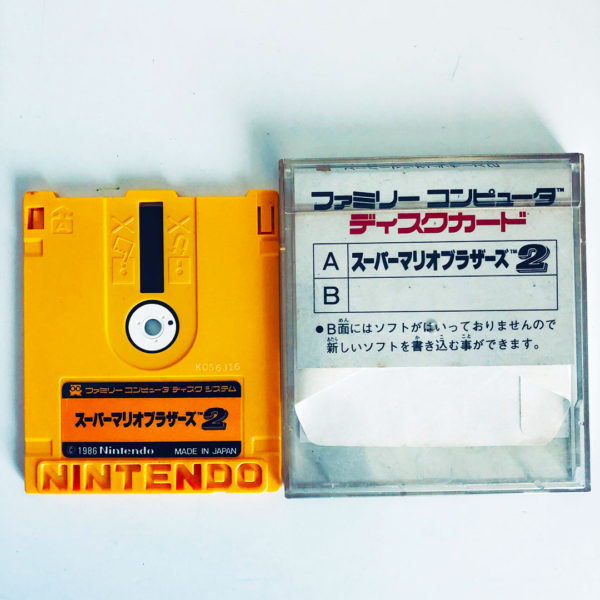 K056116
ファミリー コンピュータ ディスク システム
スーパーマリオブラザーズ™2
© 1986 Nintendo MADE IN JAPAN
NINTENDO
ファミリー コンピュータ™
ディスクカード
A スーパーマリオブラザーズ™2
B
●B面にはソフトがはいっておりませんので
新しいソフトを書き込む事ができます。